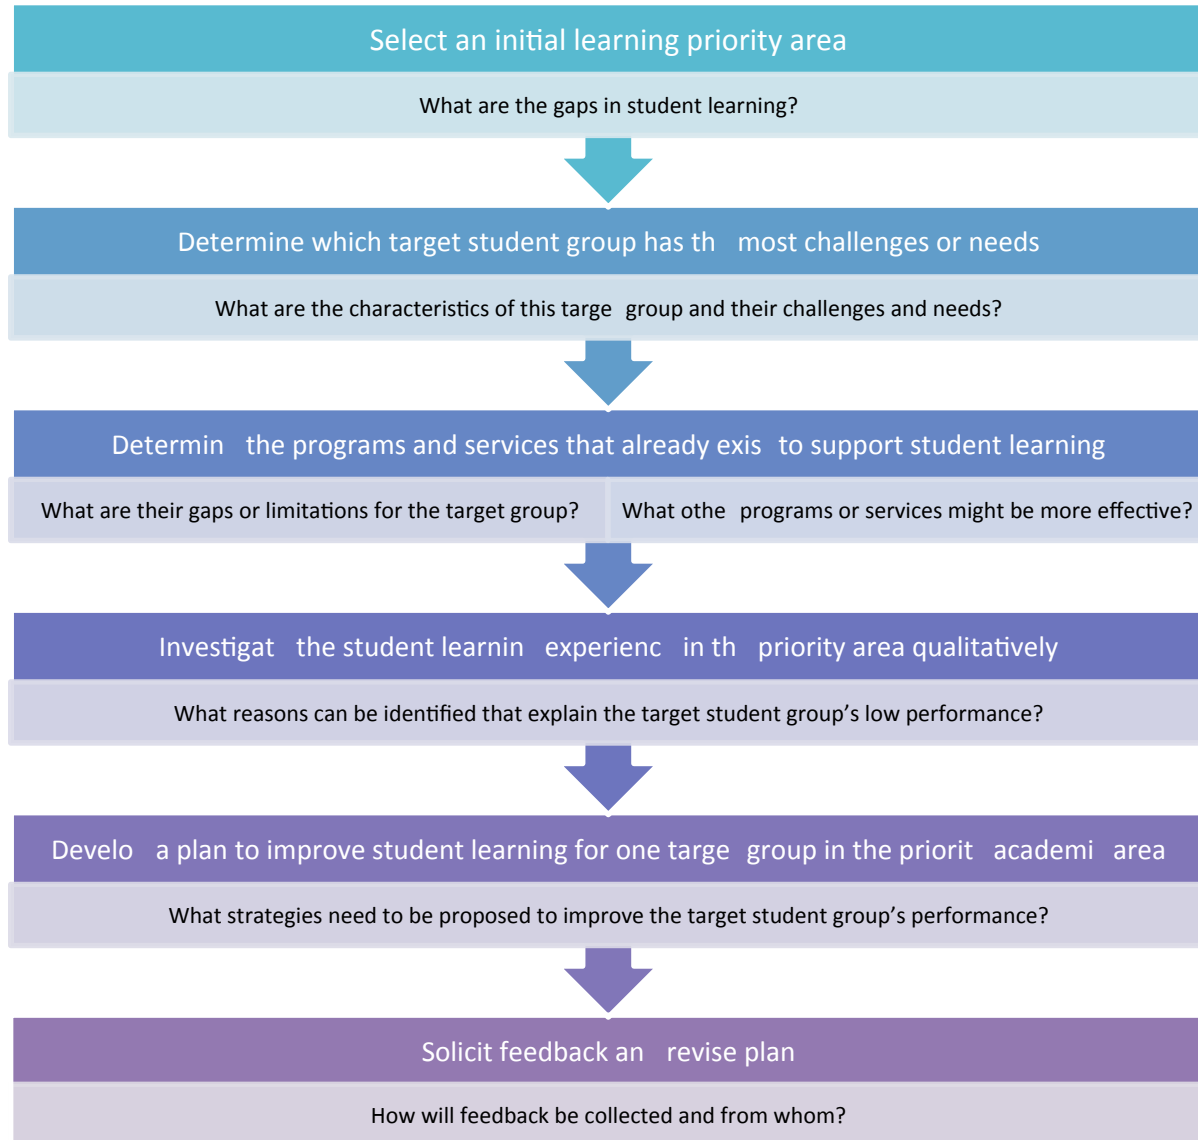 Select an initial learning priority area
What are the gaps in student learning?
Determine which target student group has th most challenges or needs
What are the characteristics of this targe group and their challenges and needs?
Determin the programs and services that already exis to support student learning
What are their gaps or limitations for the target group?
What othe programs or services might be more effective?
Investigat the student learnin experienc in th priority area qualitatively
What reasons can be identified that explain the target student group's low performance?
Develo a plan to improve student learning for one targe group in the priorit academi area
What strategies need to be proposed to improve the target student group's performance?
Solicit feedback an revise plan
How will feedback be collected and from whom?